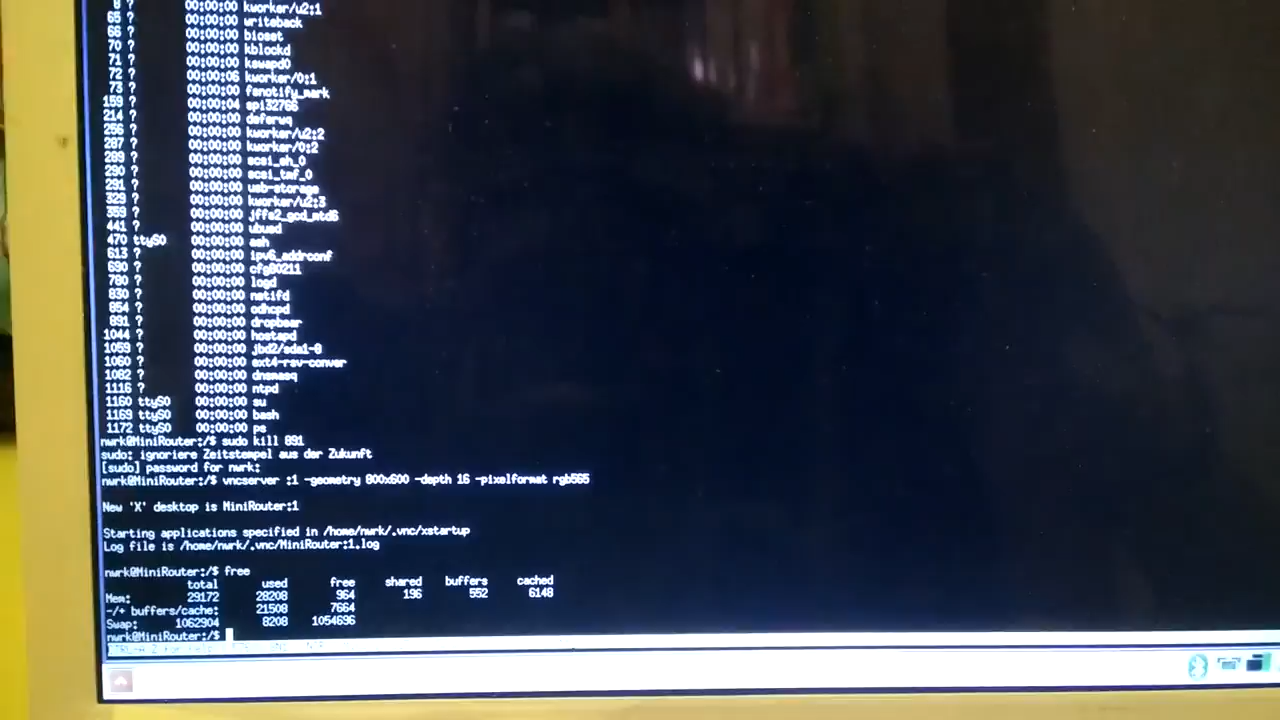 8 ? 00:00:00 kworker/u2:1
65 ? 00:00:00 writeback
66 ? 00:00:00 bioset
70 ? 00:00:00 kblockd
71 ? 00:00:00 kswapd0
72 ? 00:00:06 kworker/0:1
73 ? 00:00:00 fsnotify_mark
159 ? 00:00:04 spi32766
214 ? 00:00:00 deferwq
256 ? 00:00:00 kworker/u2:2
287 ? 00:00:00 kworker/0:2
289 ? 00:00:00 scsi_eh_0
290 ? 00:00:00 scsi_tmf_0
291 ? 00:00:00 usb-storage
329 ? 00:00:00 kworker/u2:3
359 ? 00:00:00 jffs2_gcd_mtd6
441 ? 00:00:00 ubusd
470 ttyS0 00:00:00 ash
613 ? 00:00:00 ipv6_addrconf
690 ? 00:00:00 cfg80211
780 ? 00:00:00 logd
830 ? 00:00:00 netifd
854 ? 00:00:00 odhcpd
891 ? 00:00:00 dropbear
1044 ? 00:00:00 hostapd
1059 ? 00:00:00 jbd2/sda1-8
1060 ? 00:00:00 ext4-rsv-conver
1082 ? 00:00:00 dnsmasq
1116 ? 00:00:00 ntpd
1160 ttyS0 00:00:00 su
1169 ttyS0 00:00:00 bash
1172 ttyS0 00:00:00 ps
nwrk@MiniRouter:/$ sudo kill 891
sudo: ignoriere Zeitstempel aus der Zukunft
[sudo] password for nwrk:
nwrk@MiniRouter:/$ vncserver :1 -geometry 800x600 -depth 16 -pixelformat rgb565
New 'X' desktop is MiniRouter:1
Starting applications specified in /home/nwrk/.vnc/xstartup
Log file is /home/nwrk/.vnc/MiniRouter:1.log
nwrk@MiniRouter:/$ free
total used free shared buffers cached
Mem: 29172 28208 964 196 552 6148
-/+ buffers/cache: 21508 7664
Swap: 1062904 8208 1054696
nwrk@MiniRouter:/$